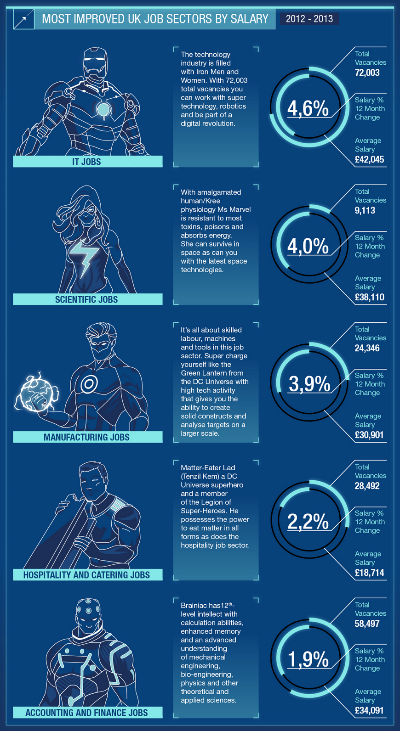 MOST IMPROVED UK JOB SECTORS BY SALARY
2012 - 2013
The technology
industry is filled
with Iron Men and
Women. With 72,003
total vacancies you
can work with super
technology, robotics
and be part of a
digital revolution.
4,6%
Total
Vacancies
72,003
Salary %
12 Month
Change
Average
Salary
£42,045
IT JOBS
With amalgamated
human/Kree
physiology Ms Marvel
is resistant to most
toxins, poisons and
absorbs energy.
She can survive in
space as can you
with the latest space
technologies.
4,0%
Total
Vacancies
9,113
Salary %
12 Month
Change
Average
Salary
£38,110
SCIENTIFIC JOBS
It's all about skilled
labour, machines
and tools in this job
sector. Super charge
yourself like the
Green Lantern from
the DC Universe with
high tech activity
that gives you the
ability to create
solid constructs and
analyse targets on a
larger scale.
3,9%
Total
Vacancies
24,346
Salary %
12 Month
Change
Average
Salary
£30,901
MANUFACTURING JOBS
Matter-Eater Lad
(Tenzil Kem) a DC
Universe superhero
and a member
of the Legion of
Super-Heroes. He
possesses the power
to eat matter in all
forms as does the
hospitality job sector.
2,2%
Total
Vacancies
28,492
Salary %
12 Month
Change
Average
Salary
£18,714
HOSPITALITY AND CATERING JOBS
Brainiac has12th-
level intellect with
calculation abilities,
enhanced memory
and an advanced
understanding
of mechanical
engineering,
bio-engineering,
physics and other
theoretical and
applied sciences.
1,9%
Total
Vacancies
58,497
Salary %
12 Month
Change
Average
Salary
£34,091
ACCOUNTING AND FINANCE JOBS